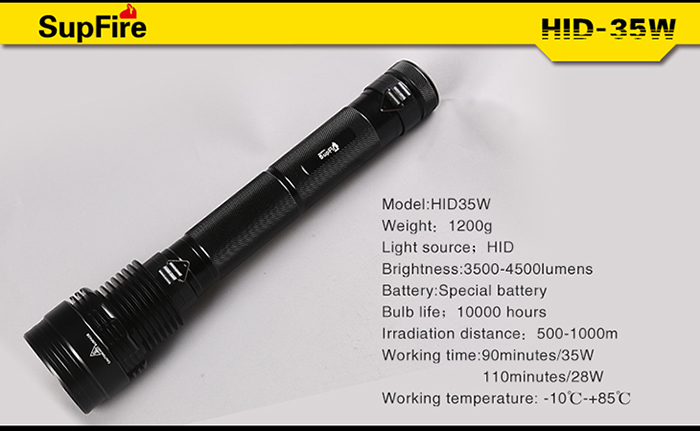 SupFire
HID-35W
SupFire
Model:HID35W
Weight：1200g
Light source；HID
Brightness:3500-4500lumens
Battery:Special battery
Bulb life；10000 hours
Irradiation distance：500-1000m
Working time:90minutes/35W
110minutes/28W
Working temperature: -10℃-+85℃